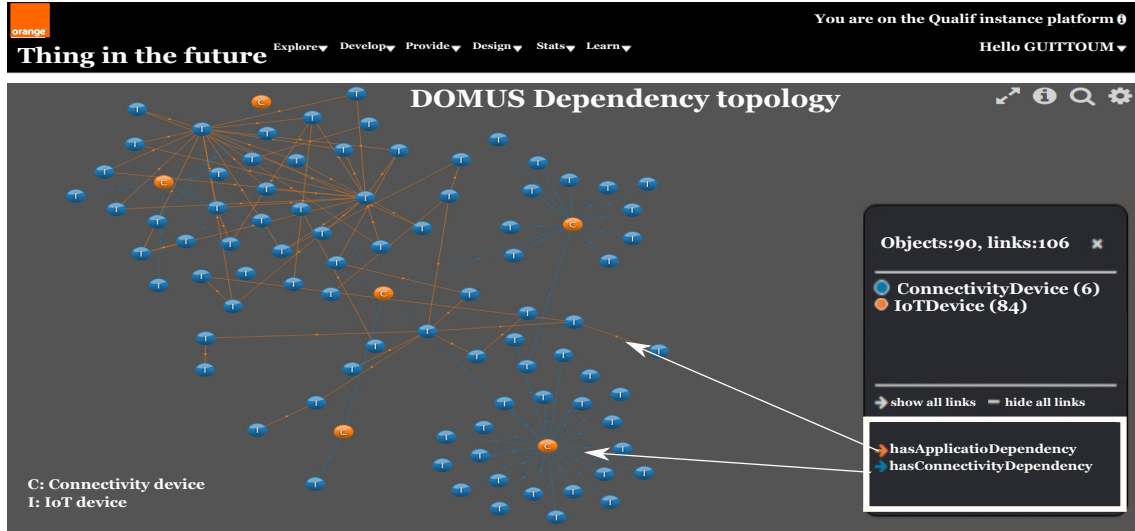 orange
You are on the Qualif instance platform i
Thing in the future Explore Develop Provide Design Stats Learn Hello GUITTOUM
DOMUS Dependency topology
Objects:90, links:106 ×
ConnectivityDevice (6)
IoTDevice (84)
show all links hide all links
hasApplicatioDependency
hasConnectivityDependency
C: Connectivity device
I: IoT device